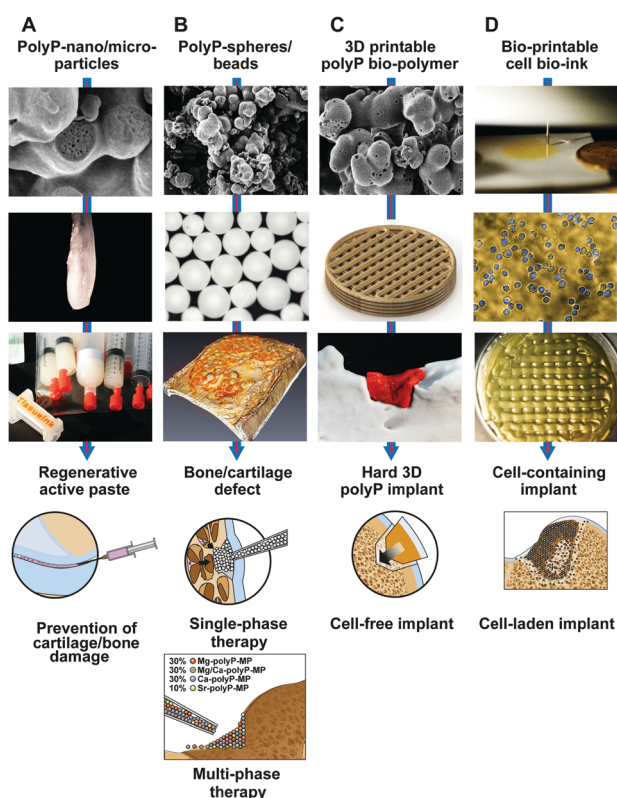 A
PolyP-nano/micro-
particles
B
PolyP-spheres/
beads
C
3D printable
polyP bio-polymer
D
Bio-printable
cell bio-ink
TissueInk
Regenerative
active paste
Bone/cartilage
defect
Hard 3D
polyP implant
Cell-containing
implant
Prevention of
cartilage/bone
damage
Single-phase
therapy
Cell-free implant
Cell-laden implant
30% Mg-polyP-MP
30% Mg/Ca-polyP-MP
30% Ca-polyP-MP
10% Sr-polyP-MP
Multi-phase
therapy